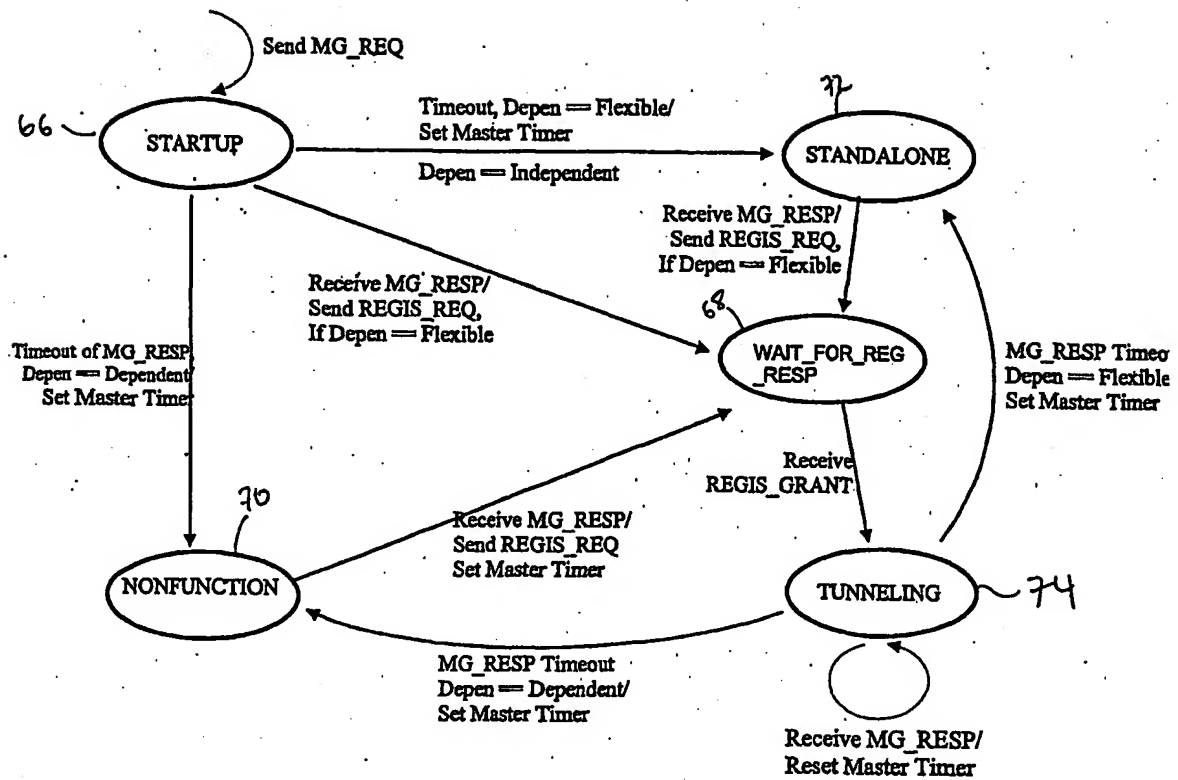 Send MG_REQ
66
STARTUP
Timeout, Depen == Flexible/
Set Master Timer
Depen == Independent
72
STANDALONE
Receive MG_RESP/
Send REGIS_REQ,
If Depen == Flexible
Receive MG_RESP/
Send REGIS_REQ,
If Depen == Flexible
68
WAIT_FOR_REG
_RESP
Timeout of MG_RESP
Depen == Dependent/
Set Master Timer
MG_RESP Timeo
Depen == Flexible
Set Master Timer
Receive
REGIS_GRANT
70
NONFUNCTION
Receive MG_RESP/
Send REGIS_REQ
Set Master Timer
TUNNELING
74
MG_RESP Timeout
Depen == Dependent/
Set Master Timer
Receive MG_RESP/
Reset Master Timer